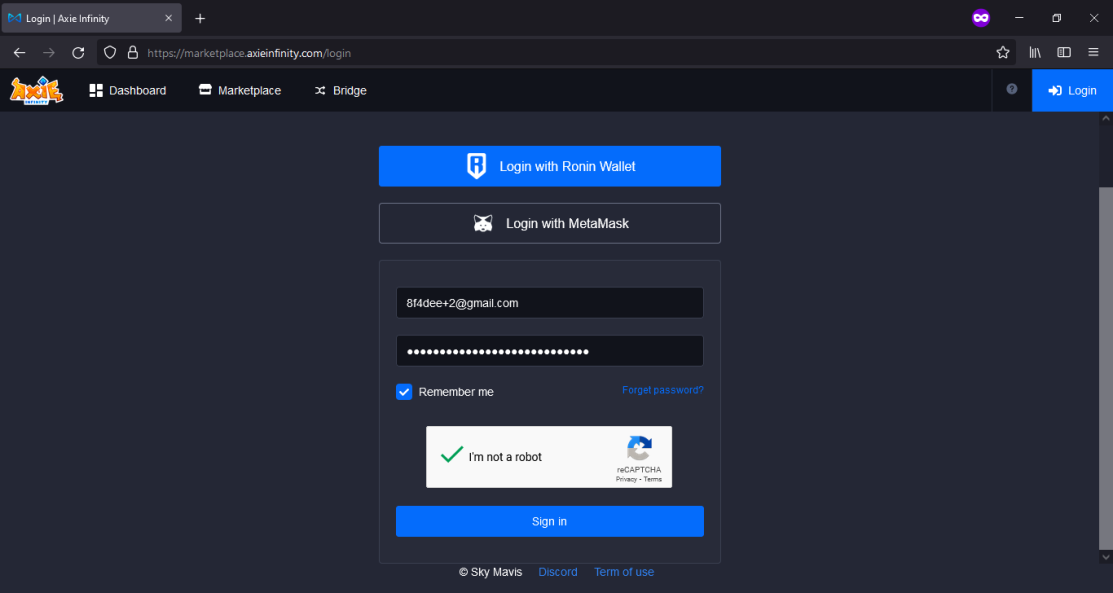 Login | Axie Infinity
https://marketplace.axieinfinity.com/login
AXIE
INFINITY
Dashboard
Marketplace
Bridge
Login
Login with Ronin Wallet
Login with MetaMask
8f4dee+2@gmail.com
Remember me
Forget password?
I'm not a robot
reCAPTCHA
Privacy - Terms
Sign in
© Sky Mavis Discord Term of use